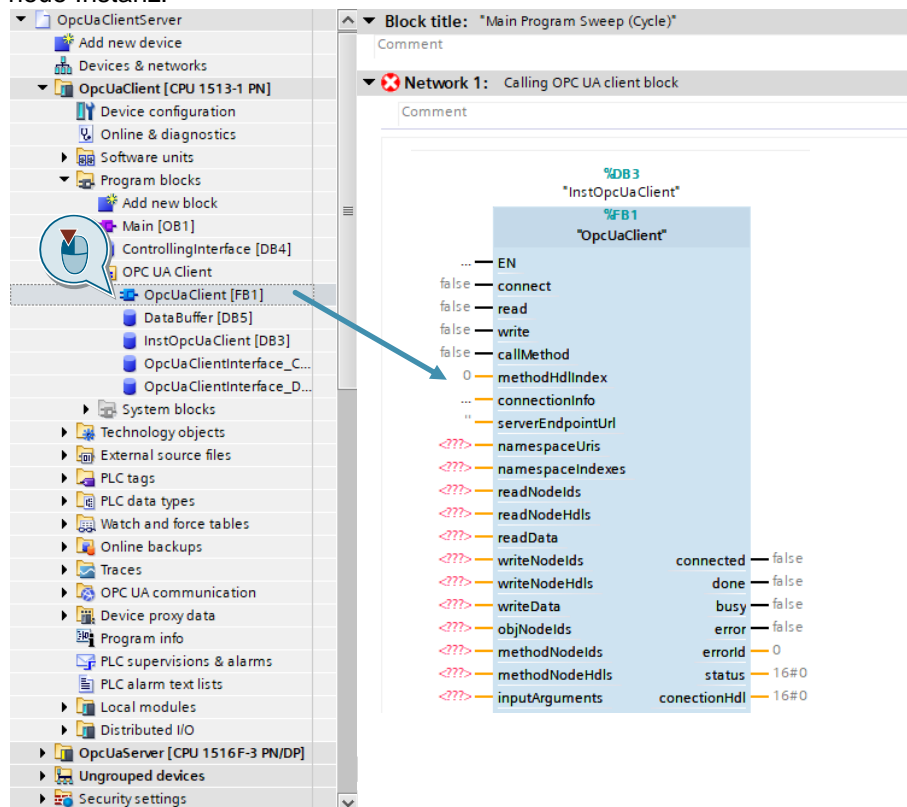 OpcUaClientServer
Add new device
Devices & networks
OpcUaClient [CPU 1513-1 PN]
Device configuration
Online & diagnostics
Software units
Program blocks
Add new block
Main [OB1]
ControllingInterface [DB4]
OPC UA Client
OpcUaClient [FB1]
DataBuffer [DB5]
InstOpcUaClient [DB3]
OpcUaClientInterface_C...
OpcUaClientInterface_D...
System blocks
Technology objects
External source files
PLC tags
PLC data types
Watch and force tables
Online backups
Traces
OPC UA communication
Device proxy data
Program info
PLC supervisions & alarms
PLC alarm text lists
Local modules
Distributed I/O
OpcUaServer [CPU 1516F-3 PN/DP]
Ungrouped devices
Security settings
Block title: "Main Program Sweep (Cycle)"
Comment
Network 1: Calling OPC UA client block
Comment
%DB3
"InstOpcUaClient"
%FB1
"OpcUaClient"
... EN
false connect
false read
false write
false callMethod
0 methodHdlIndex
... connectionInfo
'' serverEndpointUrl
<???> namespaceUris
<???> namespaceIndexes
<???> readNodeIds
<???> readNodeHdls
<???> readData
<???> writeNodeIds connected false
<???> writeNodeHdls done false
<???> writeData busy false
<???> objNodeIds error false
<???> methodNodeIds errorId 0
<???> methodNodeHdls status 16#0
<???> inputArguments conectionHdl 16#0